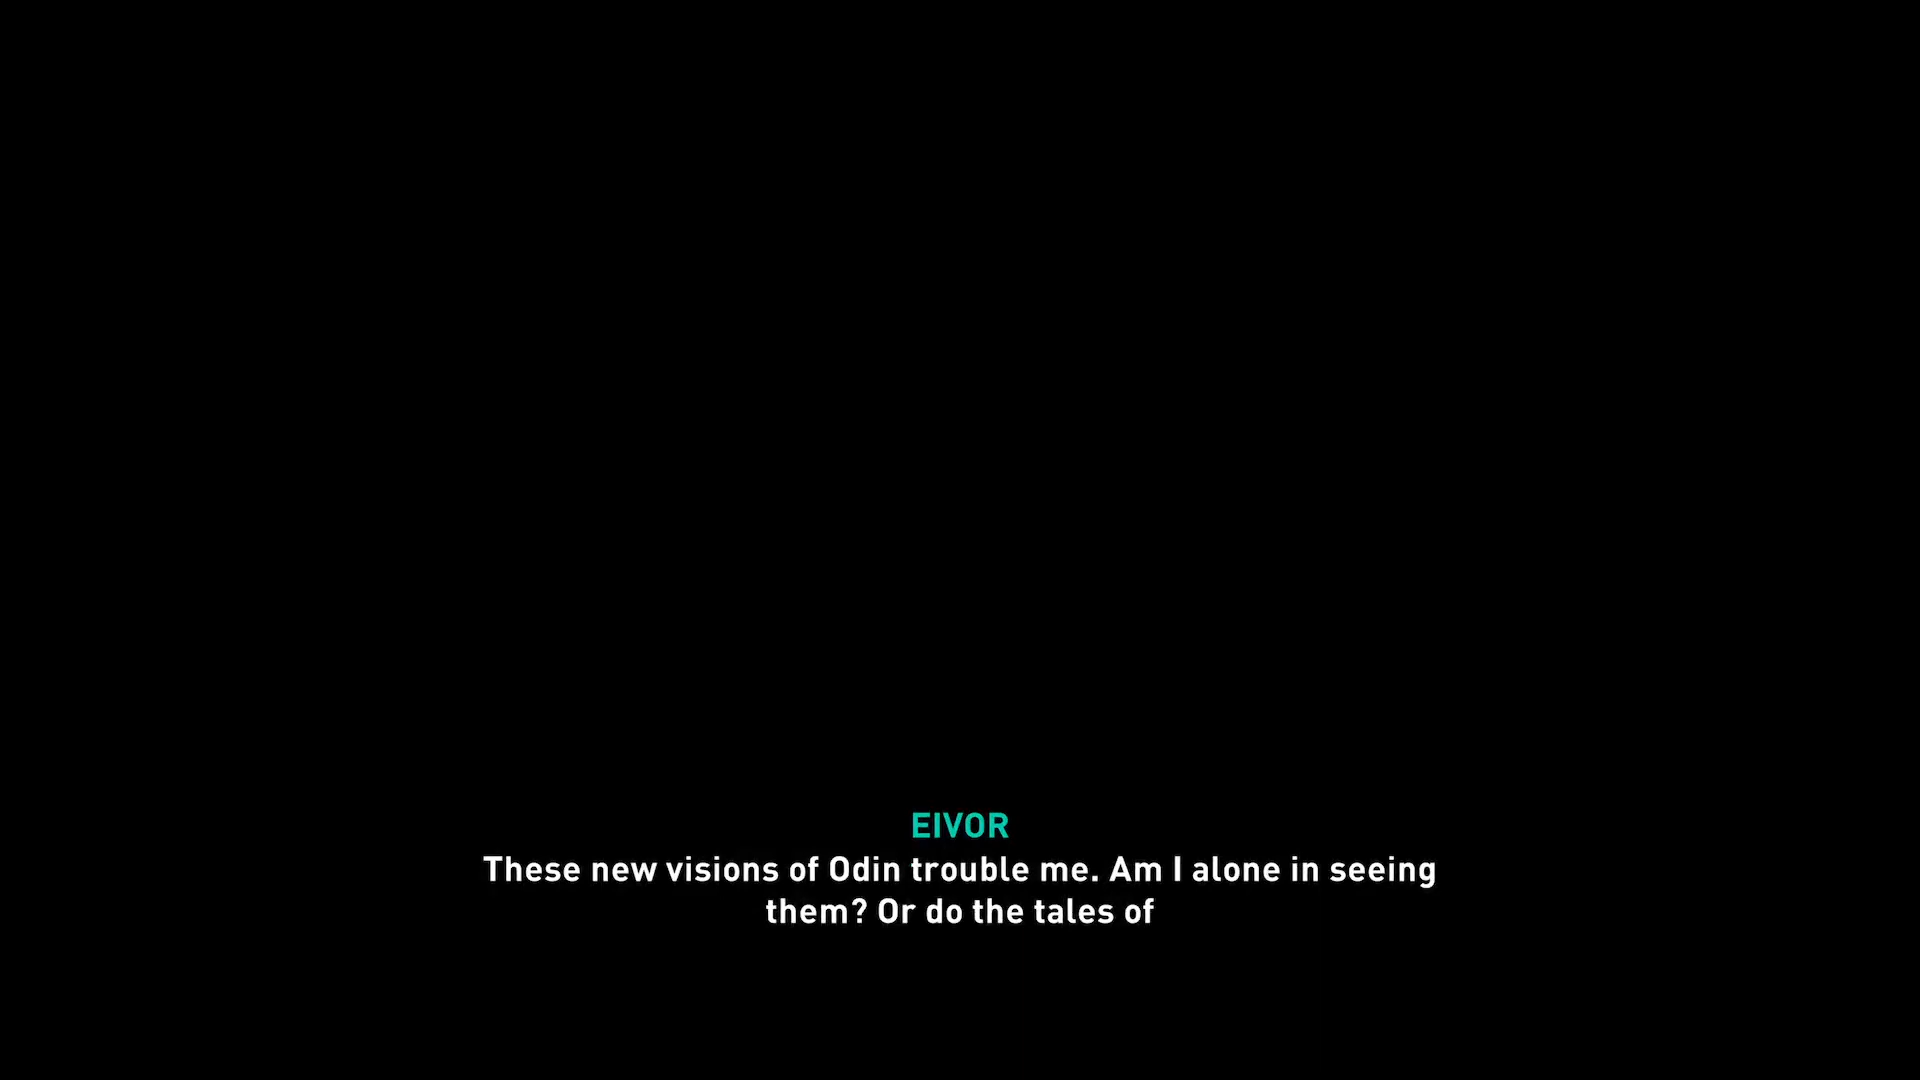 EIVOR
These new visions of Odin trouble me. Am I alone in seeing
them? Or do the tales of